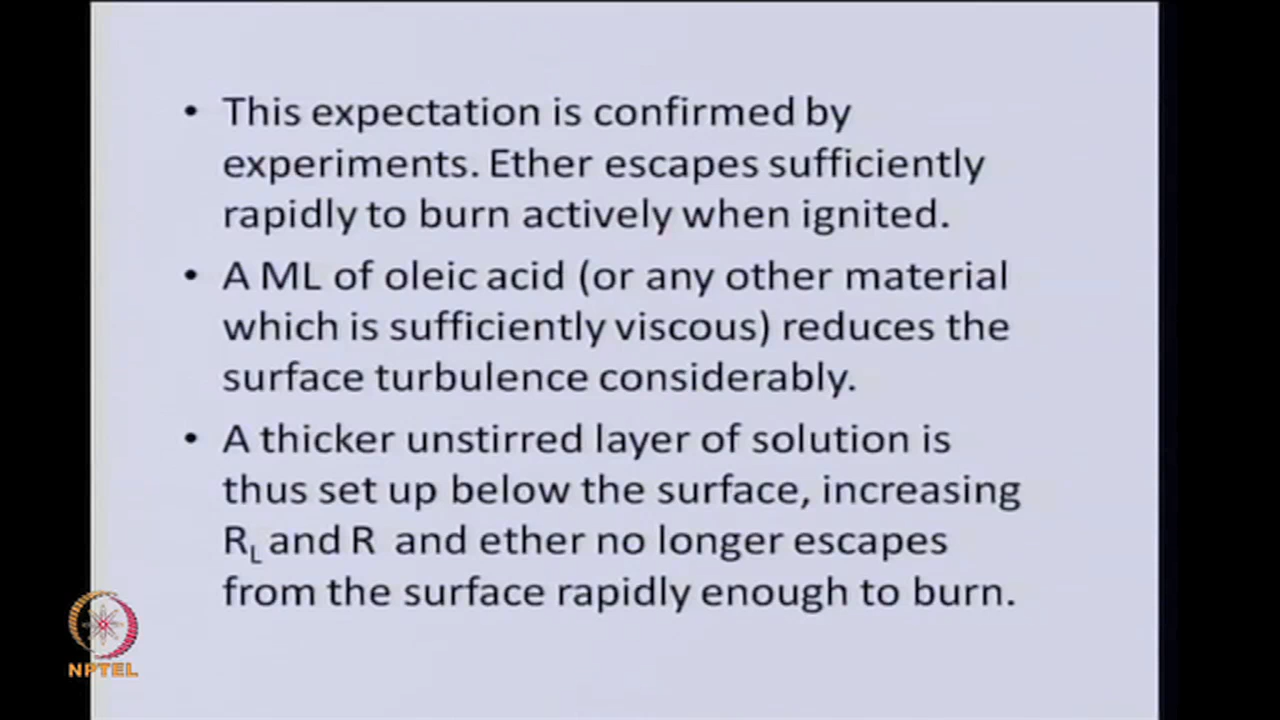 • This expectation is confirmed by
experiments. Ether escapes sufficiently
rapidly to burn actively when ignited.
• A ML of oleic acid (or any other material
which is sufficiently viscous) reduces the
surface turbulence considerably.
• A thicker unstirred layer of solution is
thus set up below the surface, increasing
R_L and R and ether no longer escapes
from the surface rapidly enough to burn.
NPTEL